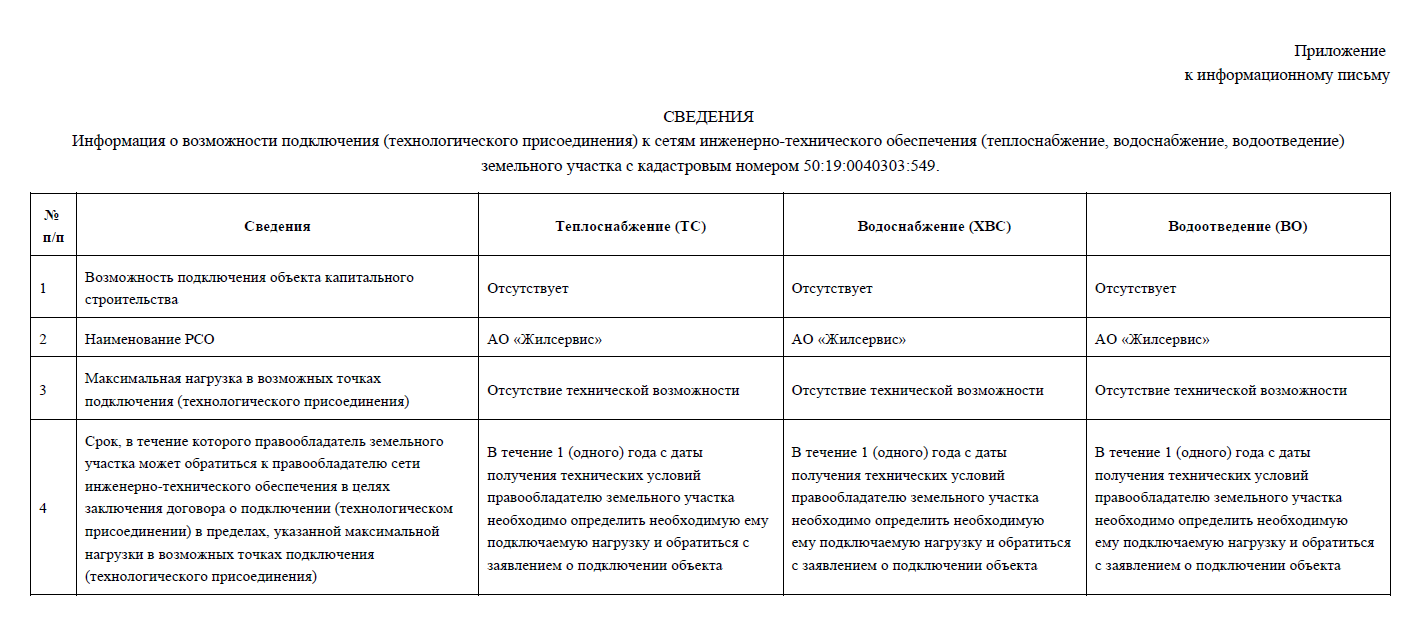 Приложение
к информационному письму
СВЕДЕНИЯ
Информация о возможности подключения (технологического присоединения) к сетям инженерно-технического обеспечения (теплоснабжение, водоснабжение, водоотведение)
земельного участка с кадастровым номером 50:19:0040303:549.
№
п/п
Сведения
Теплоснабжение (ТС)
Водоснабжение (ХВС)
Водоотведение (ВО)
1
Возможность подключения объекта капитального
строительства
Отсутствует
Отсутствует
Отсутствует
2
Наименование РСО
АО «Жилсервис»
АО «Жилсервис»
АО «Жилсервис»
3
Максимальная нагрузка в возможных точках
подключения (технологического присоединения)
Отсутствие технической возможности
Отсутствие технической возможности
Отсутствие технической возможности
4
Срок, в течение которого правообладатель земельного
участка может обратиться к правообладателю сети
инженерно-технического обеспечения в целях
заключения договора о подключении (технологическом
присоединении) в пределах, указанной максимальной
нагрузки в возможных точках подключения
(технологического присоединения)
В течение 1 (одного) года с даты
получения технических условий
правообладателю земельного участка
необходимо определить необходимую ему
подключаемую нагрузку и обратиться с
заявлением о подключении объекта
В течение 1 (одного) года с даты
получения технических условий
правообладателю земельного участка
необходимо определить необходимую
ему подключаемую нагрузку и обратиться
с заявлением о подключении объекта
В течение 1 (одного) года с даты
получения технических условий
правообладателю земельного участка
необходимо определить необходимую
ему подключаемую нагрузку и обратиться
с заявлением о подключении объекта